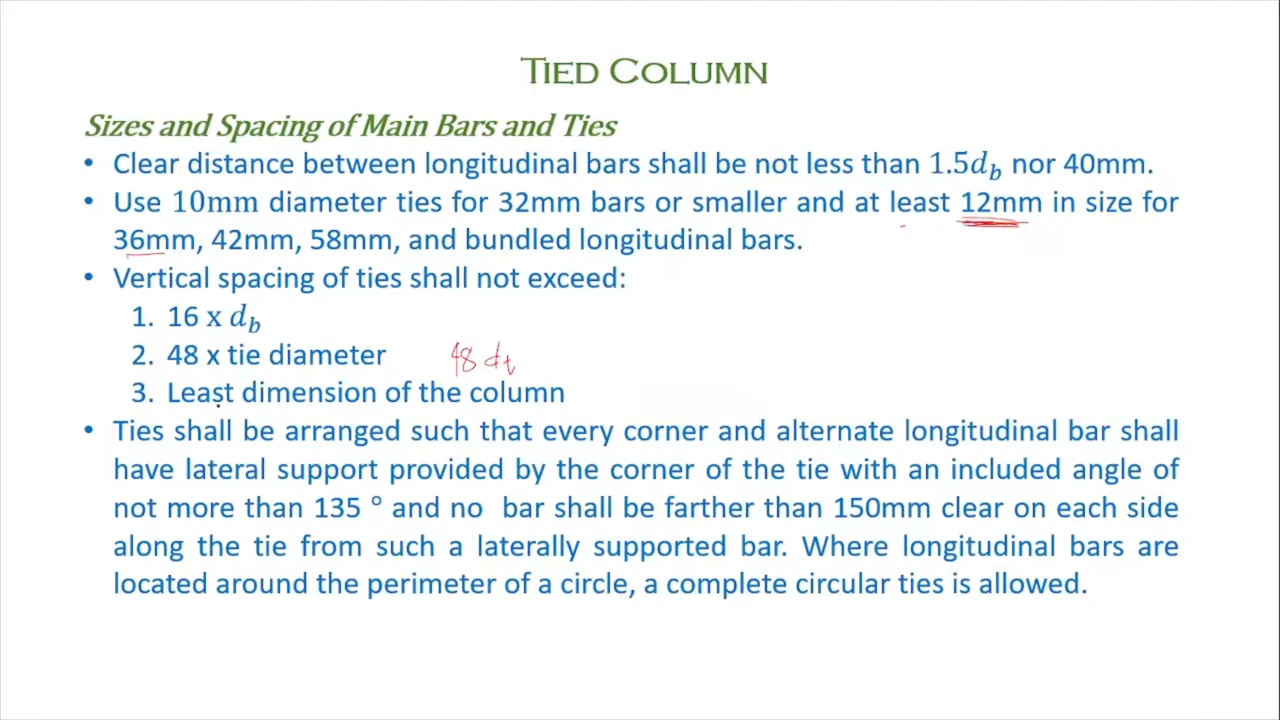 TIED COLUMN
Sizes and Spacing of Main Bars and Ties
• Clear distance between longitudinal bars shall be not less than 1.5d_b nor 40mm.
• Use 10mm diameter ties for 32mm bars or smaller and at least 12mm in size for
36mm, 42mm, 58mm, and bundled longitudinal bars.
• Vertical spacing of ties shall not exceed:
1. 16 x d_b
2. 48 x tie diameter 48 d_t
3. Least dimension of the column
• Ties shall be arranged such that every corner and alternate longitudinal bar shall
have lateral support provided by the corner of the tie with an included angle of
not more than 135 ° and no bar shall be farther than 150mm clear on each side
along the tie from such a laterally supported bar. Where longitudinal bars are
located around the perimeter of a circle, a complete circular ties is allowed.